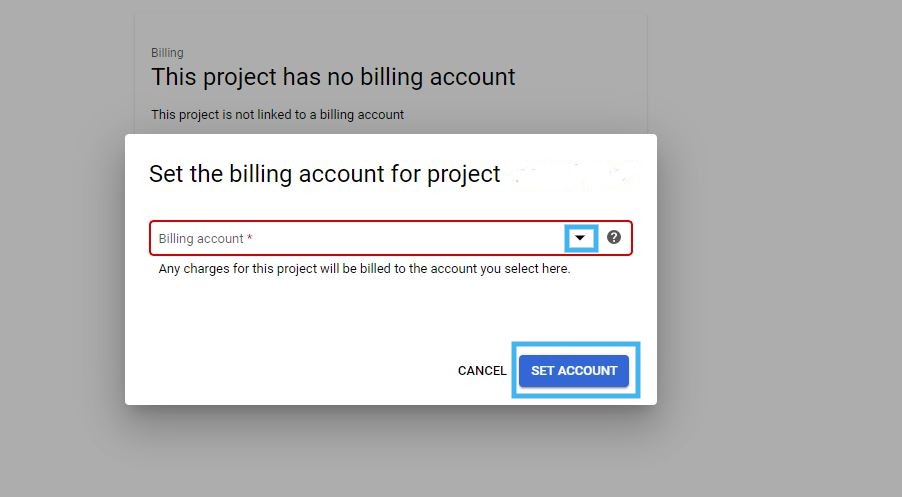 Billing
This project has no billing account
This project is not linked to a billing account
Set the billing account for project
Billing account *
?
Any charges for this project will be billed to the account you select here.
CANCEL SET ACCOUNT